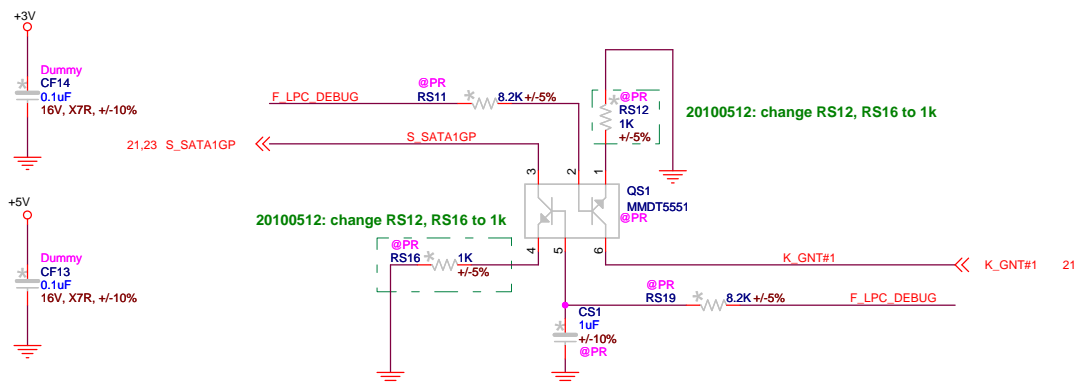 +3V
Dummy
CF14
0.1uF
16V, X7R, +/-10%
+5V
Dummy
CF13
0.1uF
16V, X7R, +/-10%
F_LPC_DEBUG
@PR
RS11
8.2K +/-5%
@PR
RS12
1K
+/-5%
20100512: change RS12, RS16 to 1k
21,23 S_SATA1GP
S_SATA1GP
3
2
1
QS1
MMDT5551
@PR
20100512: change RS12, RS16 to 1k
4
5
6
@PR
RS16
1K
+/-5%
K_GNT#1
K_GNT#1 21
@PR
RS19
8.2K +/-5%
F_LPC_DEBUG
CS1
1uF
+/-10%
@PR